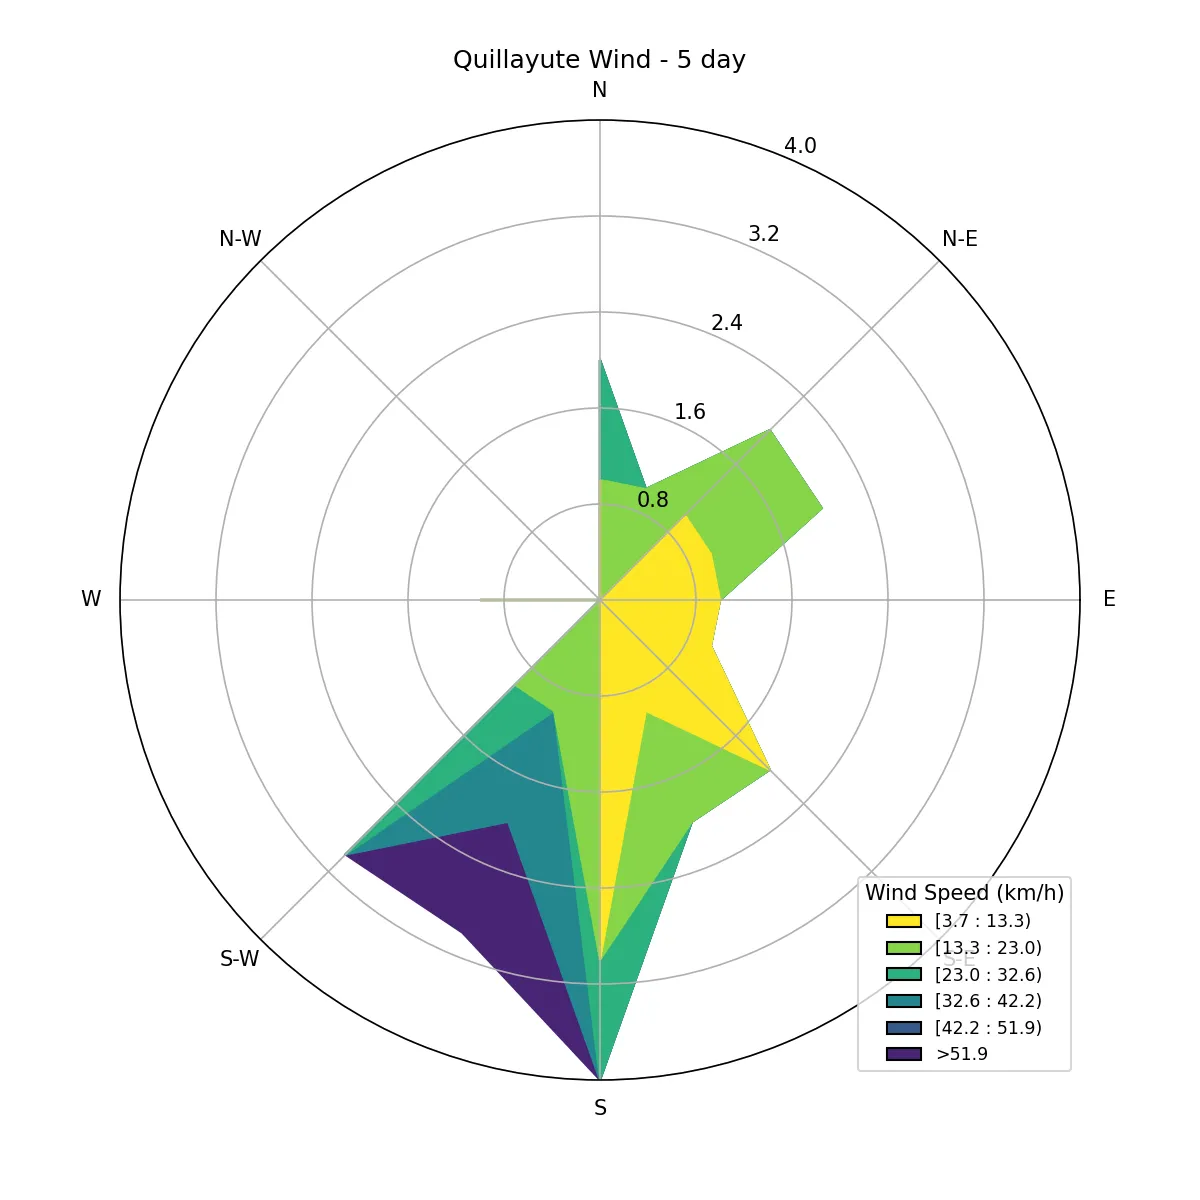 Quillayute Wind - 5 day
N
4.0
3.2
N-W
N-E
2.4
1.6
0.8
W
E
S-W
S-E
S
Wind Speed (km/h)
[3.7 : 13.3)
[13.3 : 23.0)
[23.0 : 32.6)
[32.6 : 42.2)
[42.2 : 51.9)
>51.9